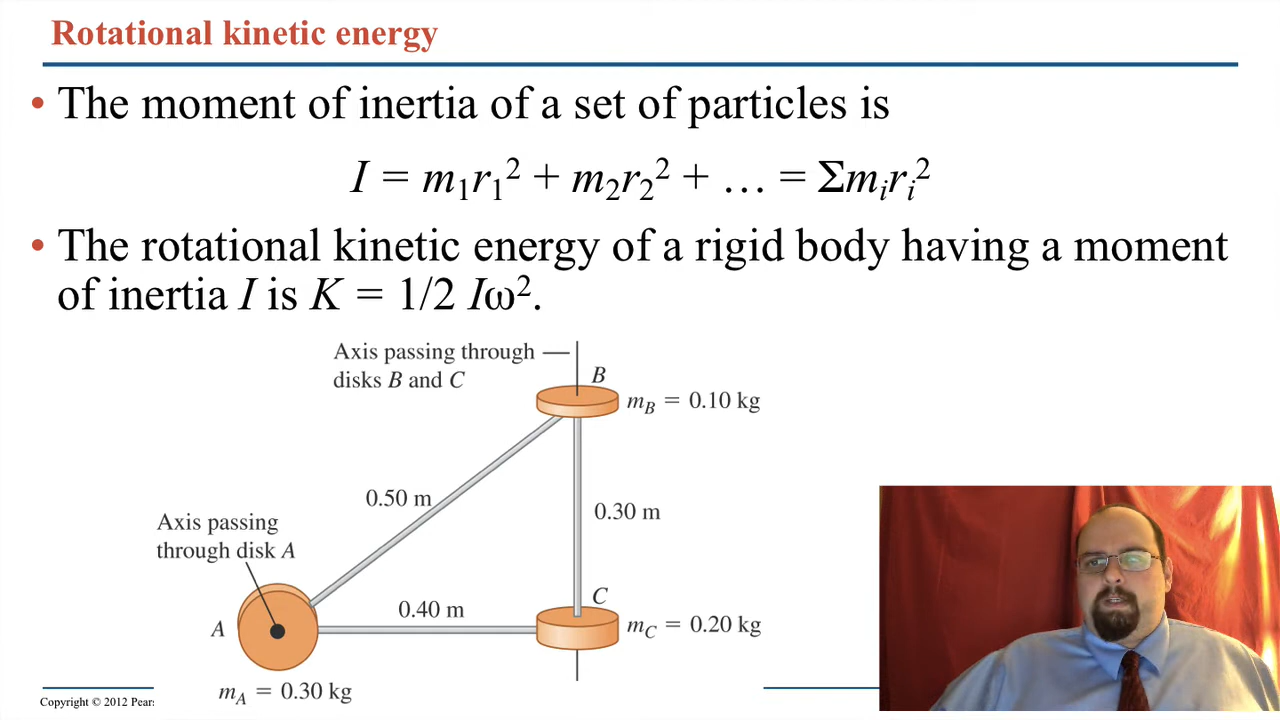 Rotational kinetic energy
• The moment of inertia of a set of particles is
I = m₁r₁² + m₂r₂² + … = Σmᵢrᵢ²
• The rotational kinetic energy of a rigid body having a moment
of inertia I is K = 1/2 Iω².
Axis passing through
disks B and C
B
m_B = 0.10 kg
0.50 m
0.30 m
Axis passing
through disk A
A
0.40 m
C
m_C = 0.20 kg
m_A = 0.30 kg
Copyright © 2012 Pears